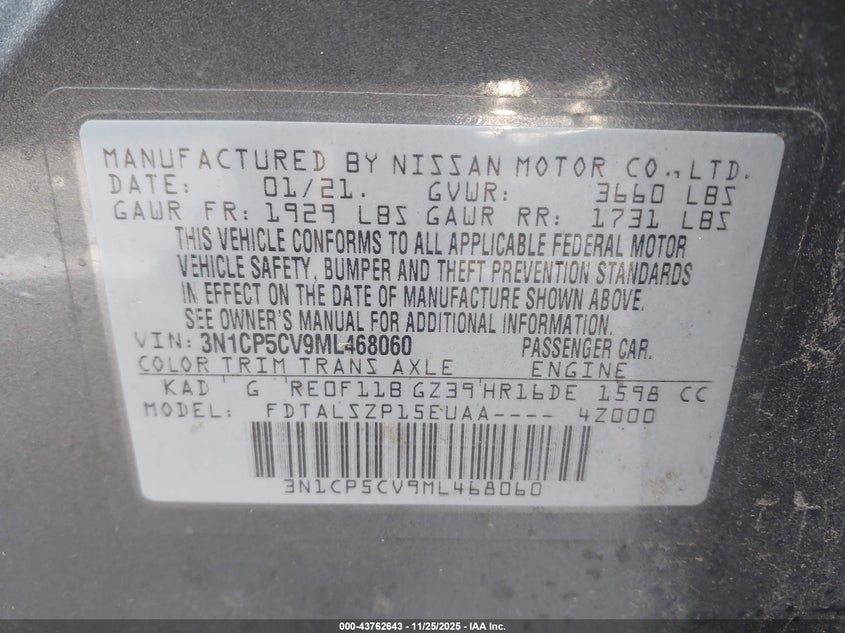 MANUFACTURED BY NISSAN MOTOR CO., LTD.
DATE: 01/21. GVWR: 3660 LBS
GAWR FR: 1929 LBS GAWR RR: 1731 LBS
THIS VEHICLE CONFORMS TO ALL APPLICABLE FEDERAL MOTOR
VEHICLE SAFETY, BUMPER AND THEFT PREVENTION STANDARDS
IN EFFECT ON THE DATE OF MANUFACTURE SHOWN ABOVE.
SEE OWNER'S MANUAL FOR ADDITIONAL INFORMATION.
VIN: 3N1CP5CV9ML468060 PASSENGER CAR.
COLOR TRIM TRANS AXLE ENGINE
KAD G RE0F11B GZ39 HR16DE 1598 CC
MODEL: FDTALSZP15EUAA---- 4Z000
3N1CP5CV9ML468060
000-43762643 - 11/25/2025 - IAA Inc.